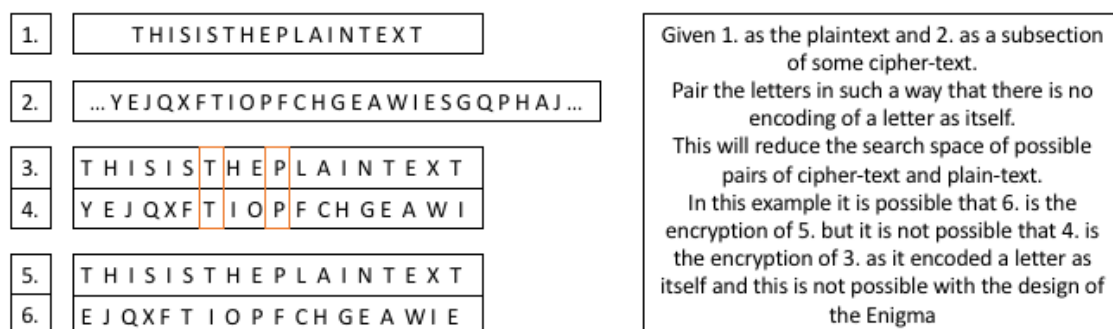 1. THISISTHEPLAINTEXT
2. ...YEJQXFTIOPFCHGEAWIESGQPHAJ...
3. THISISTHEPLAINTEXT
4. YEJQXFTIOPFCHGEAWI
5. THISISTHEPLAINTEXT
6. EJQXFTIOPFCHGEAWIE
Given 1. as the plaintext and 2. as a subsection
of some cipher-text.
Pair the letters in such a way that there is no
encoding of a letter as itself.
This will reduce the search space of possible
pairs of cipher-text and plain-text.
In this example it is possible that 6. is the
encryption of 5. but it is not possible that 4. is
the encryption of 3. as it encoded a letter as
itself and this is not possible with the design of
the Enigma